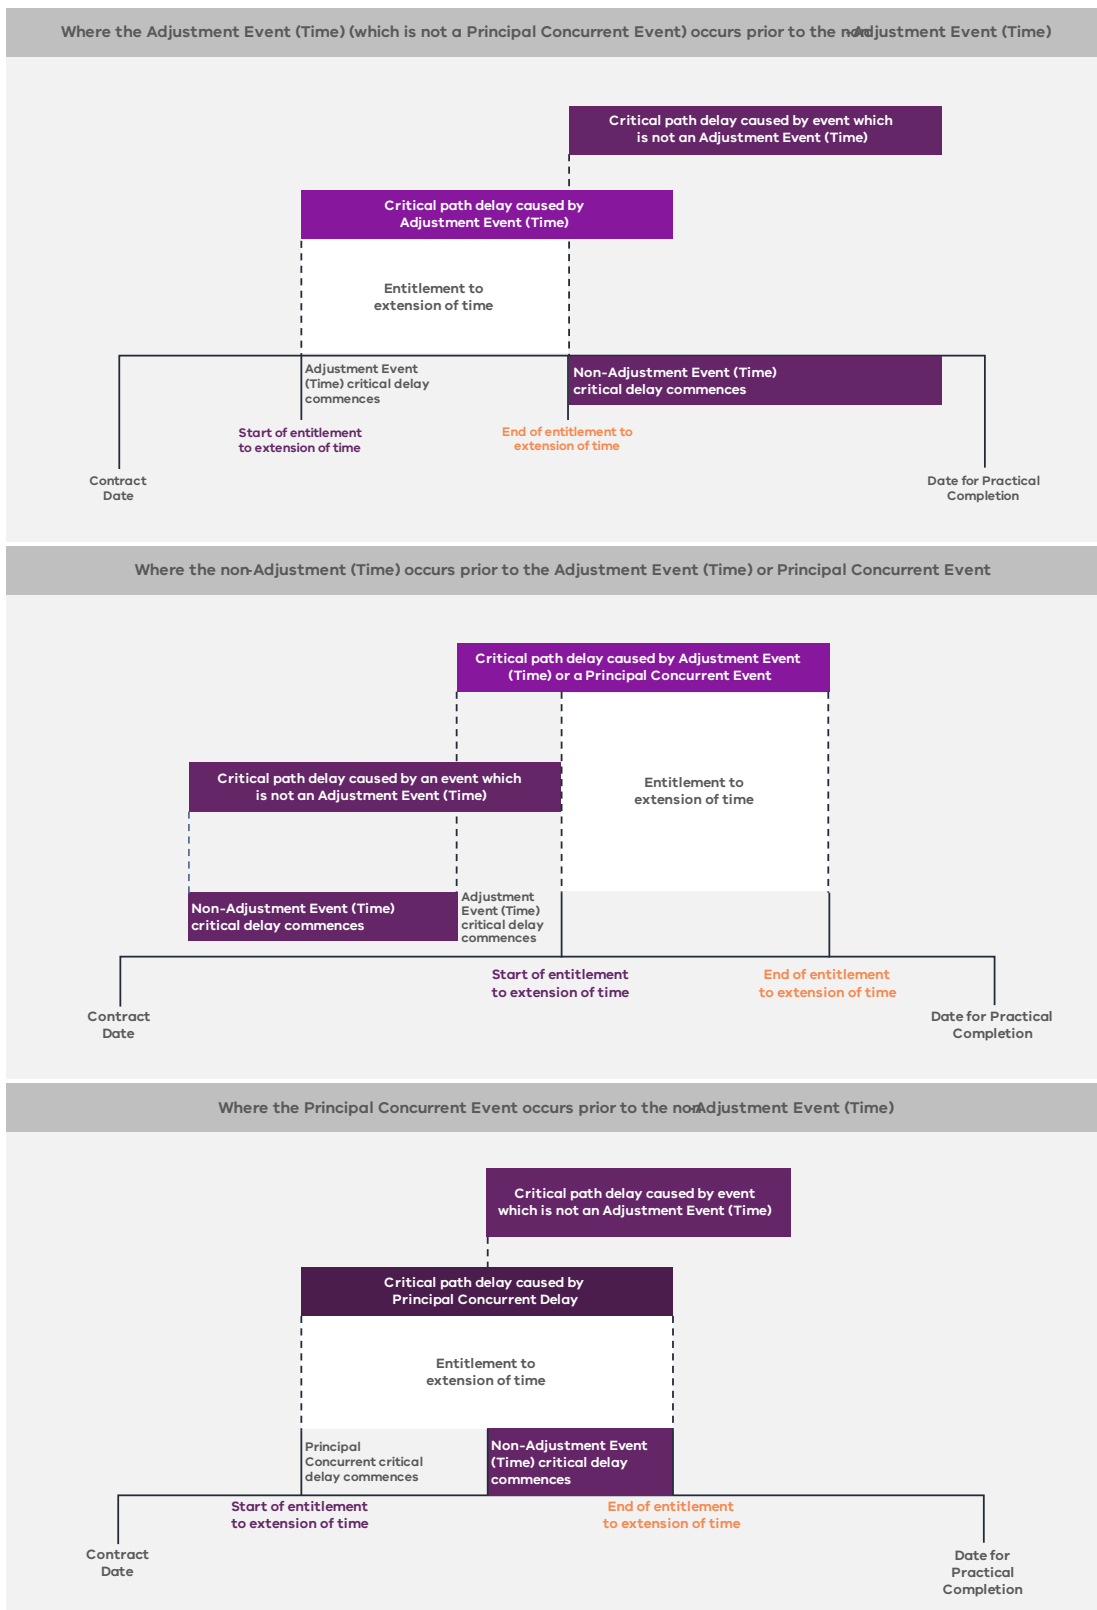 Where the Adjustment Event (Time) (which is not a Principal Concurrent Event) occurs prior to the non-Adjustment Event (Time)
Critical path delay caused by event which
is not an Adjustment Event (Time)
Critical path delay caused by
Adjustment Event (Time)
Entitlement to
extension of time
Adjustment Event
(Time) critical delay
commences
Non-Adjustment Event (Time)
critical delay commences
Start of entitlement
to extension of time
End of entitlement to
extension of time
Contract
Date
Date for Practical
Completion
Where the non-Adjustment (Time) occurs prior to the Adjustment Event (Time) or Principal Concurrent Event
Critical path delay caused by Adjustment Event
(Time) or a Principal Concurrent Event
Critical path delay caused by an event which
is not an Adjustment Event (Time)
Entitlement to
extension of time
Non-Adjustment Event (Time)
critical delay commences
Adjustment
Event (Time)
critical delay
commences
Start of entitlement
to extension of time
End of entitlement
to extension of time
Contract
Date
Date for Practical
Completion
Where the Principal Concurrent Event occurs prior to the non-Adjustment Event (Time)
Critical path delay caused by event
which is not an Adjustment Event (Time)
Critical path delay caused by
Principal Concurrent Delay
Entitlement to
extension of time
Principal
Concurrent critical
delay commences
Non-Adjustment Event
(Time) critical delay
commences
Start of entitlement
to extension of time
End of entitlement
to extension of time
Contract
Date
Date for
Practical
Completion